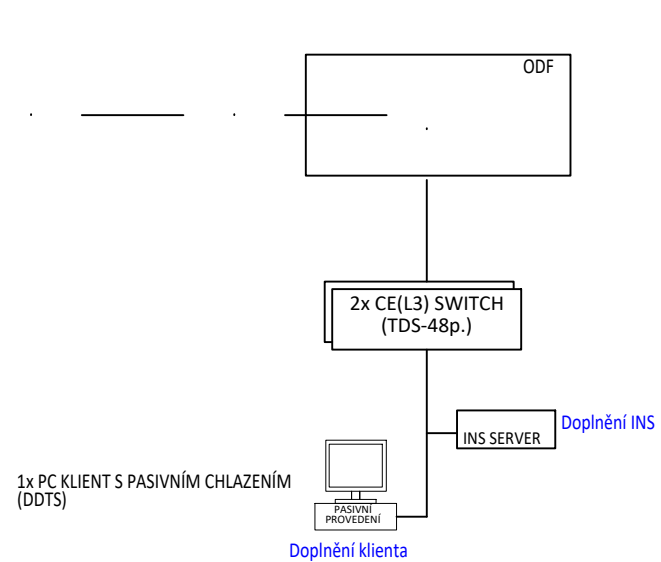 ODF
2x CE(L3) SWITCH
(TDS-48p.)
Doplnění INS
INS SERVER
1x PC KLIENT S PASIVNÍM CHLAZENÍM
(DDTS)
PASIVNÍ
PROVEDENÍ
Doplnění klienta